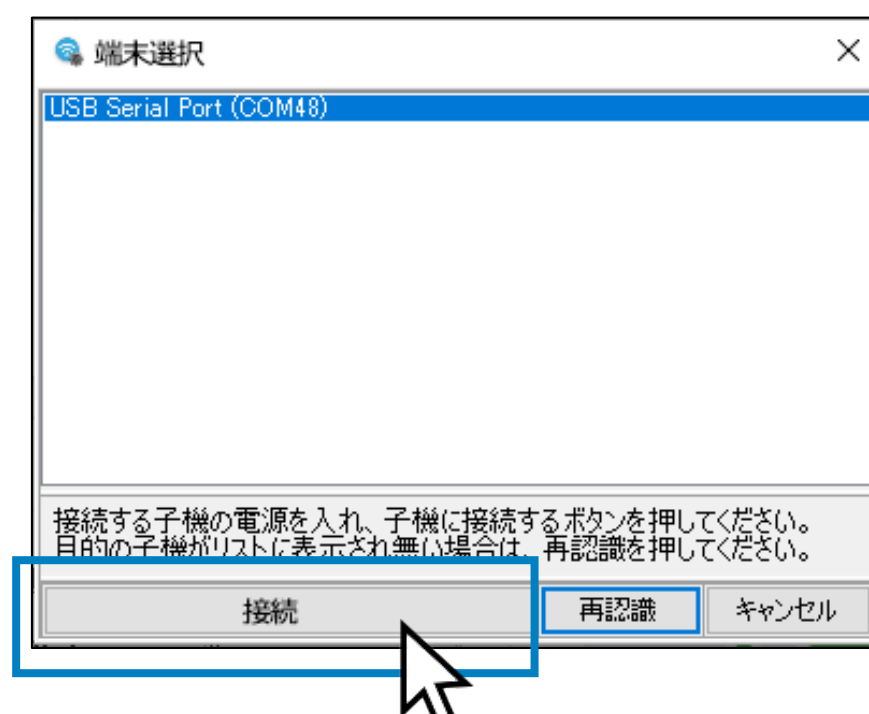 端末選択
USB Serial Port (COM48)
接続する子機の電源を入れ、子機に接続するボタンを押してください。
目的の子機がリストに表示され無い場合は、再認識を押してください。
接続
再認識
キャンセル